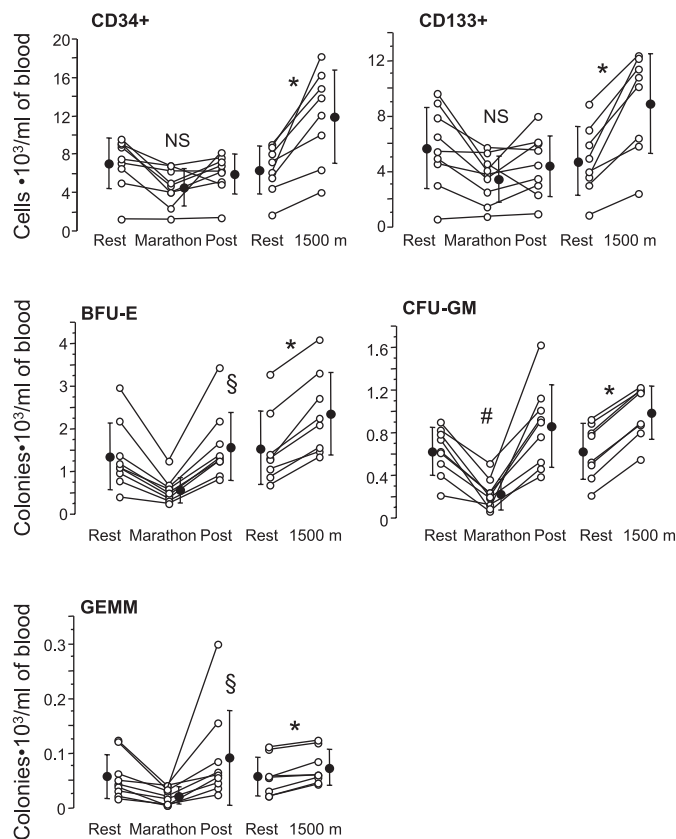 CD34+
CD133+
Cells •10³/ml of blood
20
16
12
8
4
0
NS
*
Rest Marathon Post Rest 1500 m
12
8
4
0
NS
*
Rest Marathon Post Rest 1500 m
BFU-E
CFU-GM
Colonies•10³/ml of blood
4
3
2
1
0
§
*
Rest Marathon Post Rest 1500 m
1.6
1.2
0.8
0.4
0
#
*
Rest Marathon Post Rest 1500 m
GEMM
Colonies•10³/ml of blood
0.3
0.2
0.1
0
§
*
Rest Marathon Post Rest 1500 m